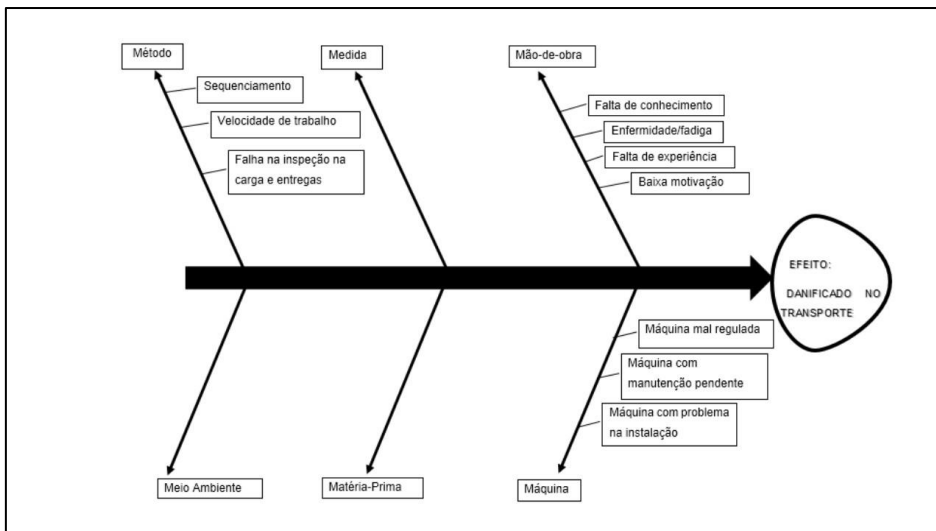 Método
Medida
Mão-de-obra
Sequenciamento
Velocidade de trabalho
Falha na inspeção na
carga e entregas
Falta de conhecimento
Enfermidade/fadiga
Falta de experiência
Baixa motivação
EFEITO:
DANIFICADO NO
TRANSPORTE
Máquina mal regulada
Máquina com
manutenção pendente
Máquina com problema
na instalação
Meio Ambiente
Matéria-Prima
Máquina